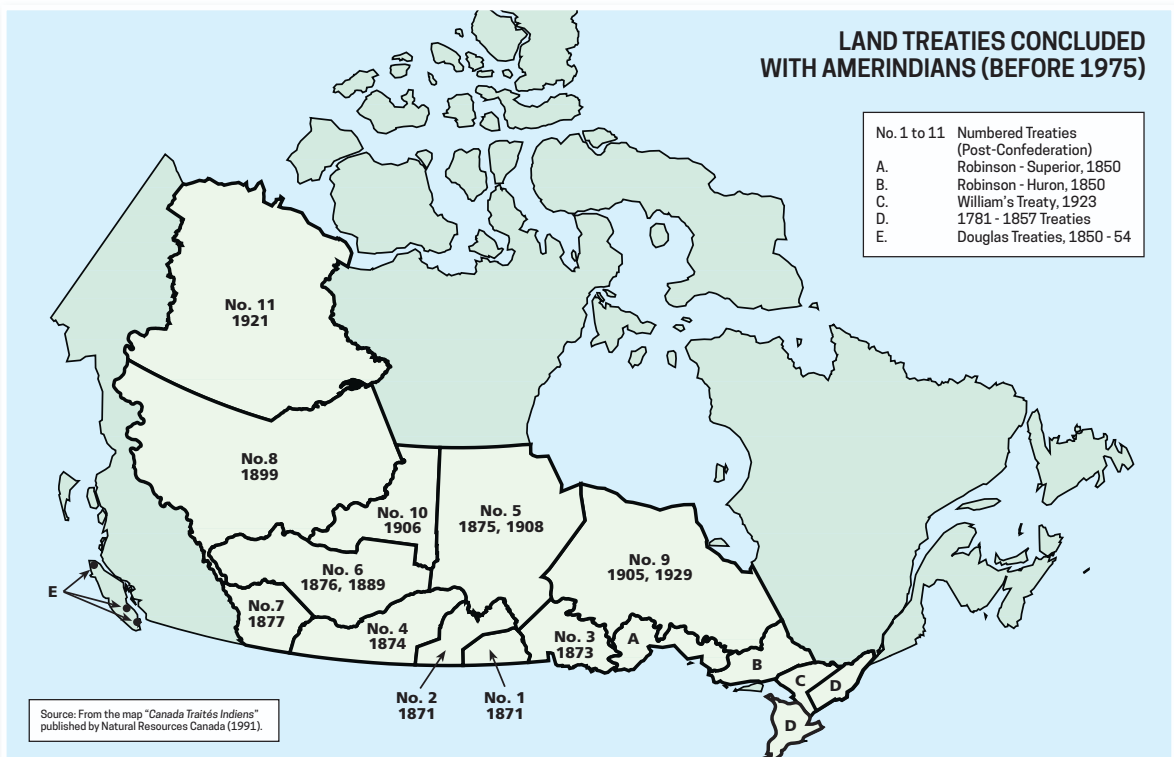 LAND TREATIES CONCLUDED
WITH AMERINDIANS (BEFORE 1975)
No. 1 to 11 Numbered Treaties
(Post-Confederation)
A. Robinson - Superior, 1850
B. Robinson - Huron, 1850
C. William's Treaty, 1923
D. 1781 - 1857 Treaties
E. Douglas Treaties, 1850 - 54
No. 11
1921
No.8
1899
No. 10
1906
No. 5
1875, 1908
No. 9
1905, 1929
No. 6
1876, 1889
E
No.7
1877
No. 4
1874
No. 3
1873
A
B
C
D
D
No. 2
1871
No. 1
1871
Source: From the map "Canada Traités Indiens"
published by Natural Resources Canada (1991).